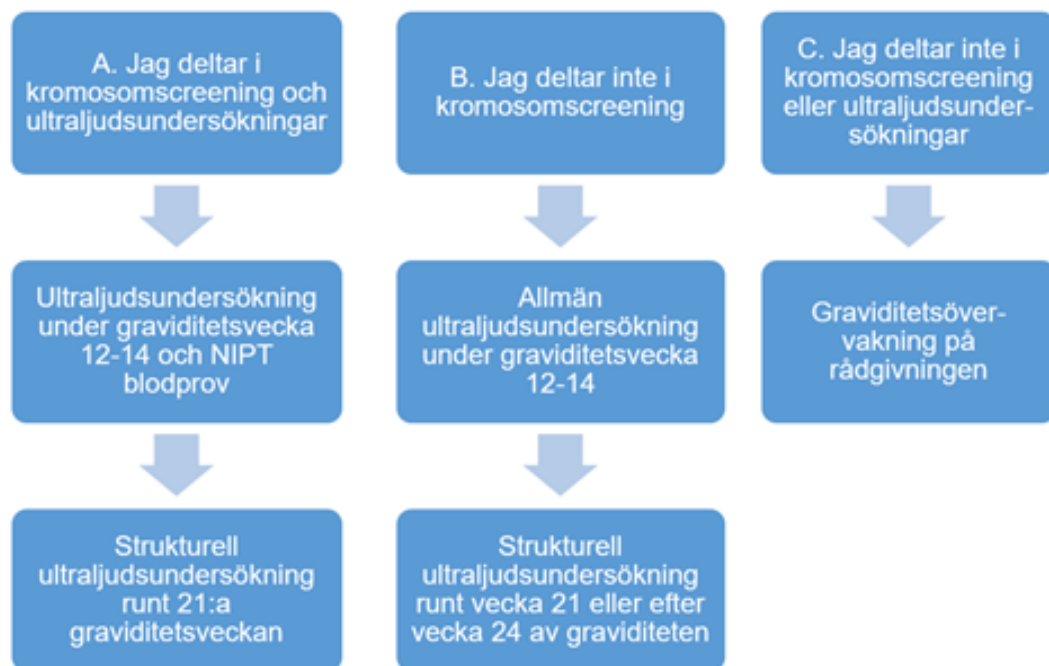 A. Jag deltar i
kromosomscreening och
ultraljudsundersökningar
B. Jag deltar inte i
kromosomscreening
C. Jag deltar inte i
kromosomscreening
eller ultraljudsunder-
sökningar
Ultraljudsundersökning
under graviditetsvecka
12-14 och NIPT
blodprov
Allmän
ultraljudsundersökning
under graviditetsvecka
12-14
Graviditetsöver-
vakning på
rådgivningen
Strukturell
ultraljudsundersökning
runt 21:a
graviditetsveckan
Strukturell
ultraljudsundersökning
runt vecka 21 eller efter
vecka 24 av graviditeten